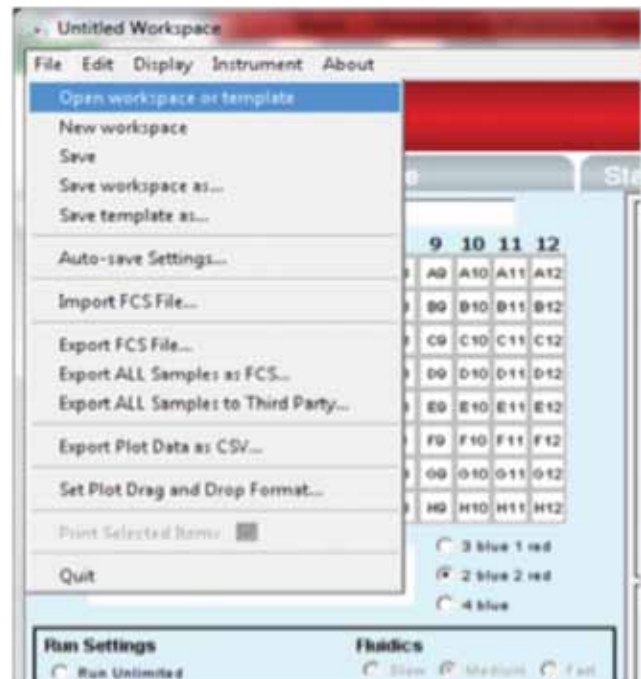 Untitled Workspace
File Edit Display Instrument About
Open workspace or template
New workspace
Save
Save workspace as...
Save template as...
Auto-save Settings...
Import FCS File...
Export FCS File...
Export ALL Samples as FCS...
Export ALL Samples to Third Party...
Export Plot Data as CSV...
Set Plot Drag and Drop Format...
Print Selected Items
Quit
9 10 11 12
A9 A10 A11 A12
B9 B10 B11 B12
C9 C10 C11 C12
D9 D10 D11 D12
E9 E10 E11 E12
F9 F10 F11 F12
G9 G10 G11 G12
H9 H10 H11 H12
3 blue 1 red
2 blue 2 red
4 blue
Run Settings
Fluidics
Run Unlimited
Slow Medium Fast